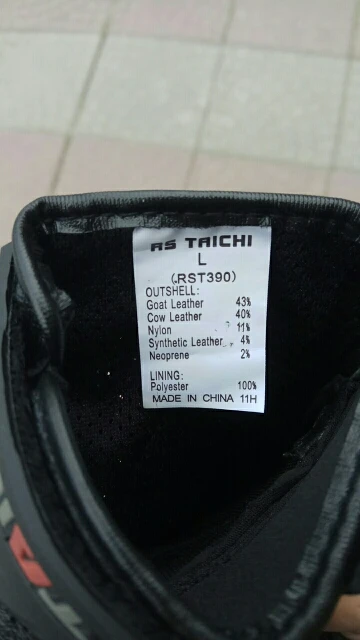 RS TAICHI
L
(RST390)
OUTSHELL:
Goat Leather 43%
Cow Leather 40%
Nylon 11%
Synthetic Leather 4%
Neoprene 2%
LINING:
Polyester 100%
MADE IN CHINA 11H